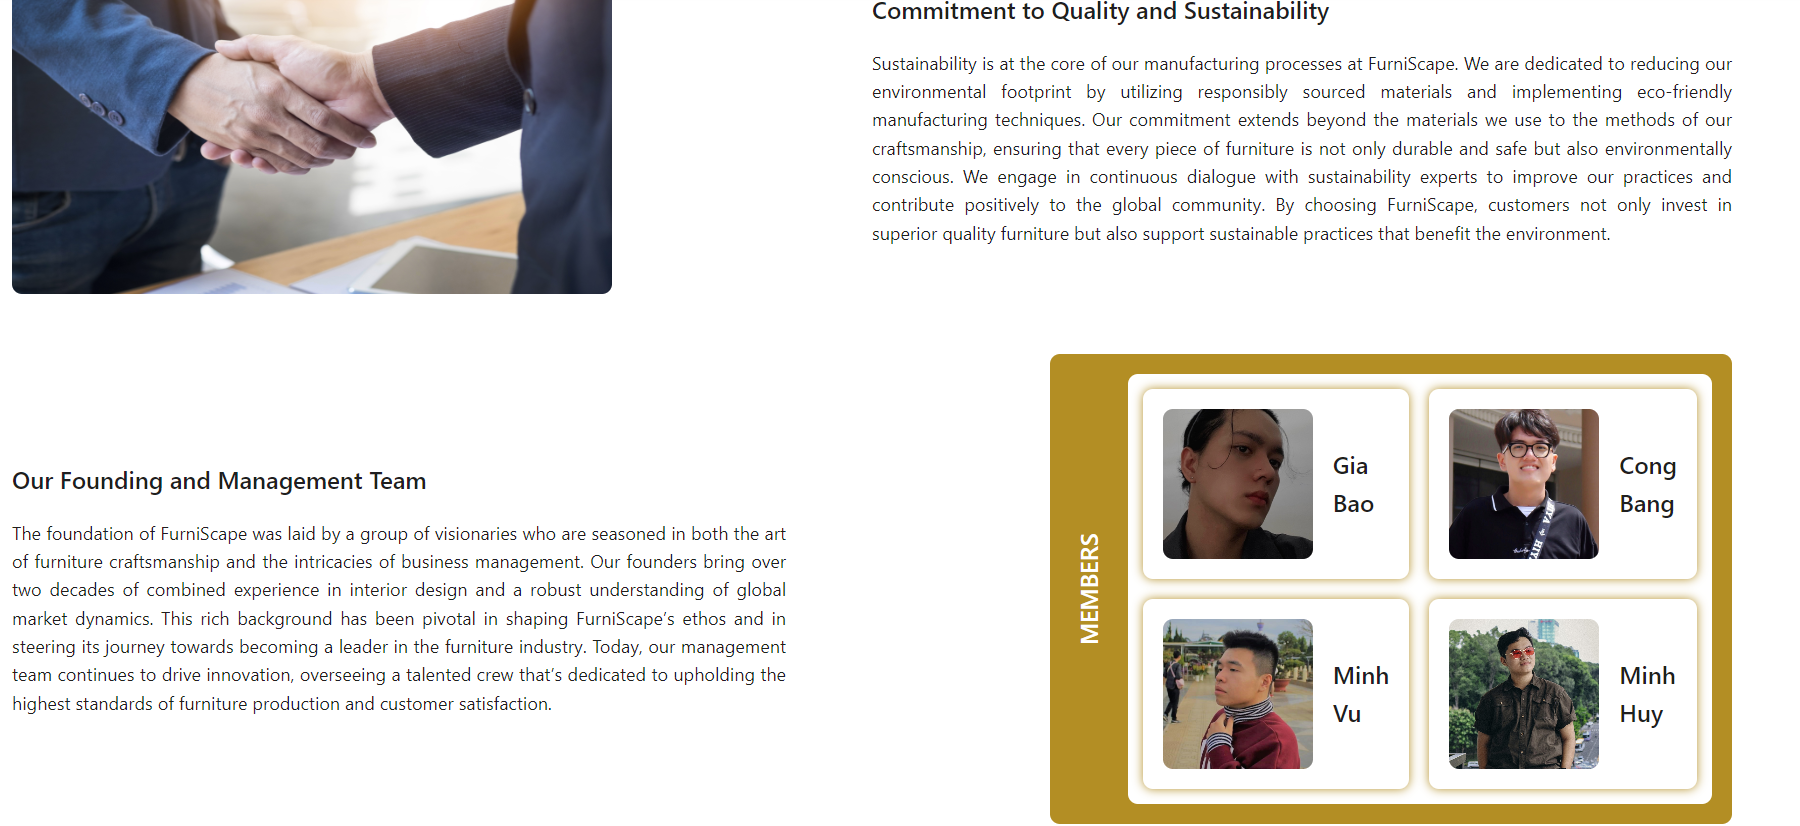 Commitment to Quality and Sustainability
Sustainability is at the core of our manufacturing processes at FurniScape. We are dedicated to reducing our
environmental footprint by utilizing responsibly sourced materials and implementing eco-friendly
manufacturing techniques. Our commitment extends beyond the materials we use to the methods of our
craftsmanship, ensuring that every piece of furniture is not only durable and safe but also environmentally
conscious. We engage in continuous dialogue with sustainability experts to improve our practices and
contribute positively to the global community. By choosing FurniScape, customers not only invest in
superior quality furniture but also support sustainable practices that benefit the environment.
Our Founding and Management Team
The foundation of FurniScape was laid by a group of visionaries who are seasoned in both the art
of furniture craftsmanship and the intricacies of business management. Our founders bring over
two decades of combined experience in interior design and a robust understanding of global
market dynamics. This rich background has been pivotal in shaping FurniScape’s ethos and in
steering its journey towards becoming a leader in the furniture industry. Today, our management
team continues to drive innovation, overseeing a talented crew that’s dedicated to upholding the
highest standards of furniture production and customer satisfaction.
MEMBERS
Gia
Bao
Cong
Bang
Minh
Vu
Minh
Huy